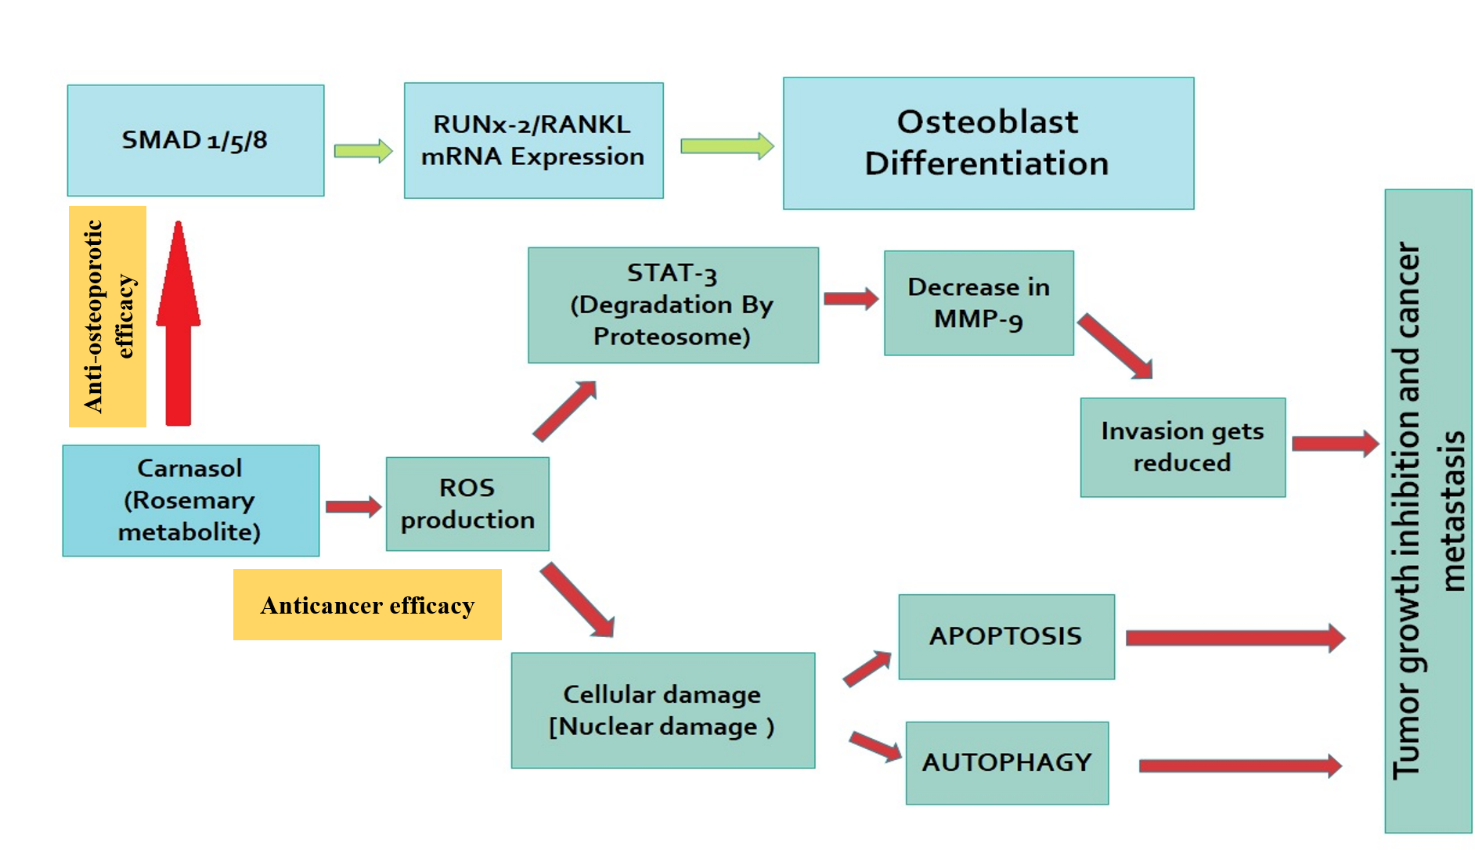 SMAD 1/5/8
RUNx-2/RANKL
mRNA Expression
Osteoblast
Differentiation
Anti-osteoporotic
efficacy
STAT-3
(Degradation By
Proteosome)
Decrease in
MMP-9
Invasion gets
reduced
Carnasol
(Rosemary
metabolite)
ROS
production
Anticancer efficacy
Cellular damage
[Nuclear damage )
APOPTOSIS
AUTOPHAGY
Tumor growth inhibition and cancer
metastasis